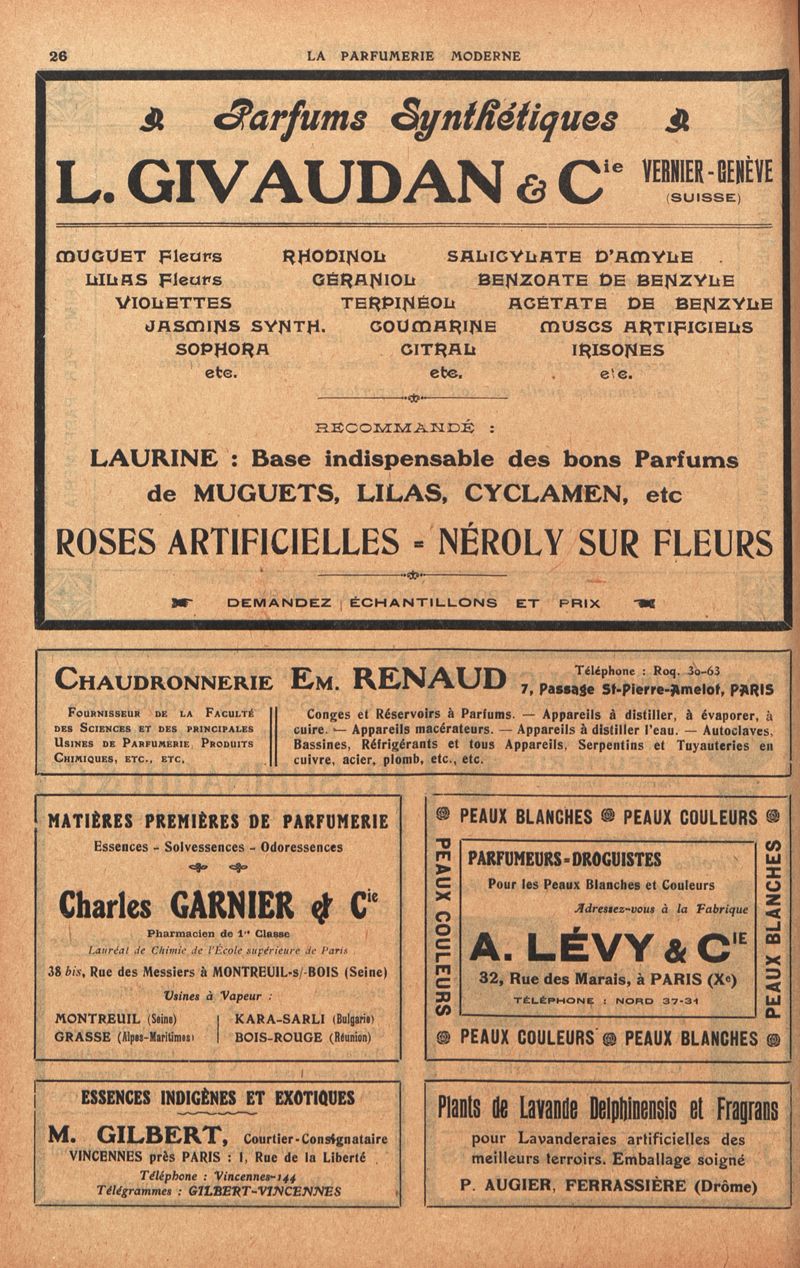 26
LA PARFUMERIE MODERNE
Parfums Synthétiques
L. GIVAUDAN & Cie VERNIER-GENÈVE
(SUISSE)
MUGUET Fleurs RHODINOL SALICYLATE D'AMYLE
LILAS Fleurs GÉRANIOL BENZOATE DE BENZYLE
VIOLETTES TERPINÉOL ACÉTATE DE BENZYLE
JASMINS SYNTH. COUMARINE MUSCS ARTIFICIELS
SOPHORA CITRAL IRISONES
etc. etc. etc.
RECOMMANDÉ :
LAURINE : Base indispensable des bons Parfums
de MUGUETS, LILAS, CYCLAMEN, etc
ROSES ARTIFICIELLES = NÉROLY SUR FLEURS
DEMANDEZ ÉCHANTILLONS ET PRIX
CHAUDRONNERIE EM. RENAUD
Téléphone : Roq. 30-63
7, Passage St-Pierre-Amelot, PARIS
FOURNISSEUR DE LA FACULTÉ
DES SCIENCES ET DES PRINCIPALES
USINES DE PARFUMERIE, PRODUITS
CHIMIQUES, ETC., ETC.
Conges et Réservoirs à Parfums. — Appareils à distiller, à évaporer, à
cuire. — Appareils macérateurs. — Appareils à distiller l'eau. — Autoclaves,
Bassines, Réfrigérants et tous Appareils, Serpentins et Tuyauteries en
cuivre, acier, plomb, etc., etc.
MATIÈRES PREMIÈRES DE PARFUMERIE
Essences - Solvessences - Odoressences
Charles GARNIER & Cie
Pharmacien de 1re Classe
Lauréat de Chimie de l'École supérieure de Paris
38 bis, Rue des Messiers à MONTREUIL-s/-BOIS (Seine)
Usines à Vapeur :
MONTREUIL (Seine) KARA-SARLI (Bulgarie)
GRASSE (Alpes-Maritimes) BOIS-ROUGE (Réunion)
PEAUX BLANCHES PEAUX COULEURS
PEAUX COULEURS
PARFUMEURS=DROGUISTES
Pour les Peaux Blanches et Couleurs
Adressez-vous à la Fabrique
A. LÉVY & CIE
32, Rue des Marais, à PARIS (Xe)
TÉLÉPHONE : NORD 37-31
PEAUX BLANCHES
PEAUX COULEURS PEAUX BLANCHES
ESSENCES INDIGÈNES ET EXOTIQUES
M. GILBERT, Courtier-Consignataire
VINCENNES près PARIS : 1, Rue de la Liberté
Téléphone : Vincennes-144
Télégrammes : GILBERT-VINCENNES
Plants de Lavande Delphinensis et Fragrans
pour Lavanderaies artificielles des
meilleurs terroirs. Emballage soigné
P. AUGIER, FERRASSIÈRE (Drôme)